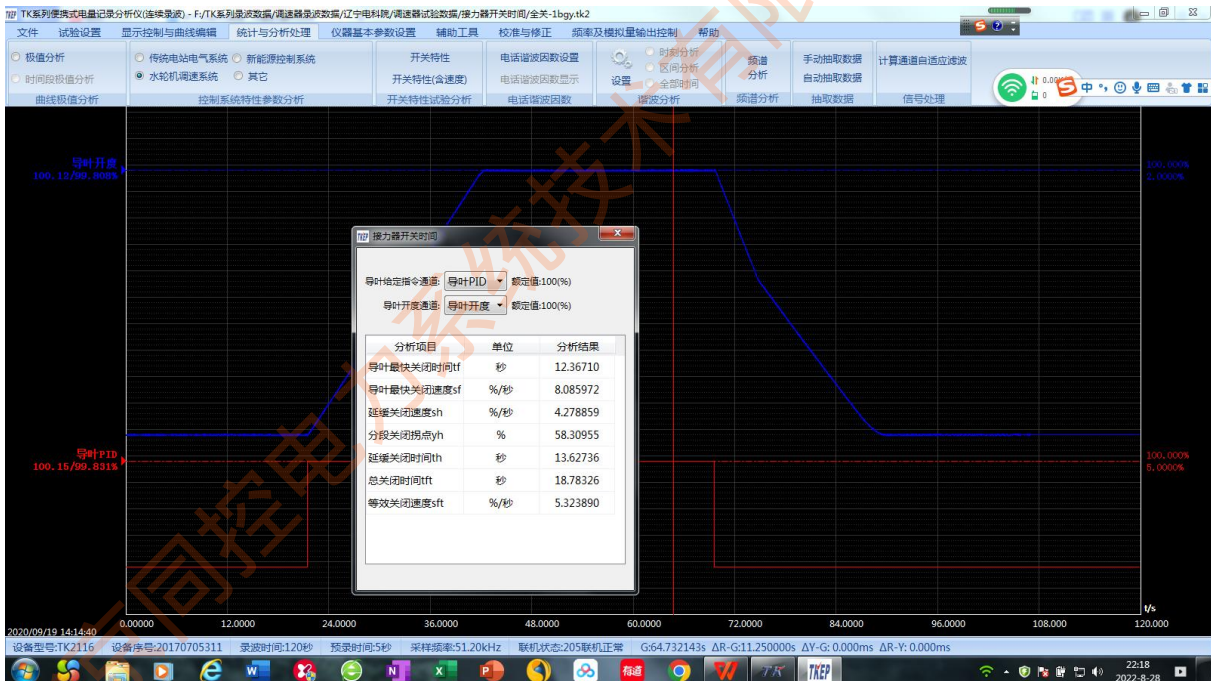 TK系列便携式电量记录分析仪(连续录波) - F:/TK系列录波数据/调速器录波数据/辽宁电科院/调速器试验数据/接力器开关时间/全关-1bgy.tk2
文件 试验设置 显示控制与曲线编辑 统计与分析处理 仪器基本参数设置 辅助工具 校准与修正 频率及模拟量输出控制 帮助
极值分析 传统电站电气系统 新能源控制系统 开关特性 电话谐波因数设置 时刻分析 频谱 手动抽取数据 计算通道自适应滤波
区间分析 分析
时间段极值分析 水轮机调速系统 其它 开关特性(含速度) 电话谐波因数显示 设置 全部时间 自动抽取数据
曲线极值分析 控制系统特性参数分析 开关特性试验分析 电话谐波因数 谐波分析 频谱分析 抽取数据 信号处理
中
0
导叶开度 100.000%
100.12/99.808% 2.0000%
接力器开关时间
导叶给定指令通道: 导叶PID 额定值:100(%)
导叶开度通道: 导叶开度 额定值:100(%)
分析项目 单位 分析结果
导叶最快关闭时间tf 秒 12.36710
导叶最快关闭速度sf %/秒 8.085972
延缓关闭速度sh %/秒 4.278859
分段关闭拐点yh % 58.30955
延缓关闭时间th 秒 13.62736
总关闭时间tft 秒 18.78326
等效关闭速度sft %/秒 5.323890
导叶PID 100.000%
100.15/99.831% 5.0000%
t/s
0.00000 12.0000 24.0000 36.0000 48.0000 60.0000 72.0000 84.0000 96.0000 108.000 120.000
2020/09/19 14:14:40
设备型号:TK2116 设备序号:20170705311 录波时间:120秒 预录时间:5秒 采样频率:51.20kHz 联机状态:205联机正常 G:64.732143s ΔR-G:11.250000s ΔY-G: 0.000ms ΔR-Y: 0.000ms
有道 TK TKEP
22:18
2022-8-28
有同控电力系统技术有限